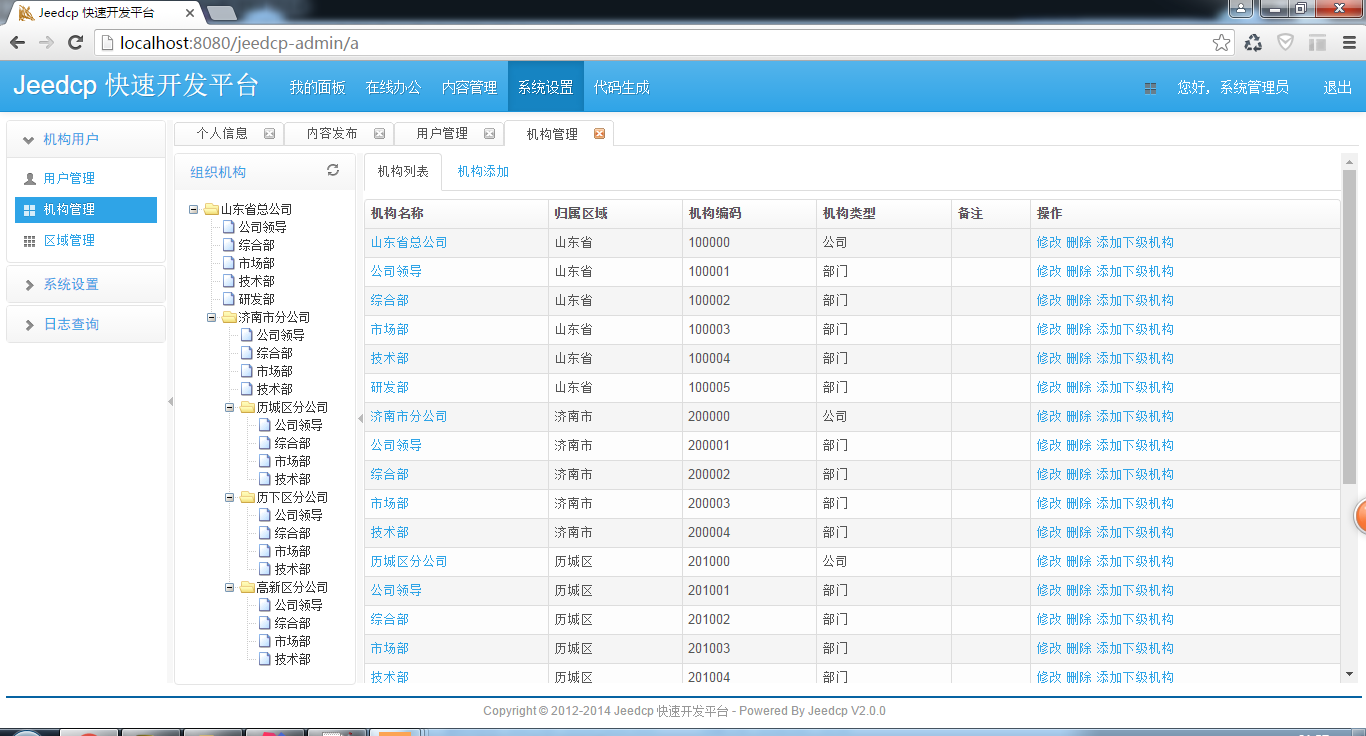 Jeedcp 快速开发平台
localhost:8080/jeedcp-admin/a
Jeedcp 快速开发平台 我的面板 在线办公 内容管理 系统设置 代码生成 您好，系统管理员 退出
机构用户
用户管理
机构管理
区域管理
系统设置
日志查询
个人信息 内容发布 用户管理 机构管理
组织机构
山东省总公司
公司领导
综合部
市场部
技术部
研发部
济南市分公司
公司领导
综合部
市场部
技术部
历城区分公司
公司领导
综合部
市场部
技术部
历下区分公司
公司领导
综合部
市场部
技术部
高新区分公司
公司领导
综合部
市场部
技术部
机构列表 机构添加
机构名称 归属区域 机构编码 机构类型 备注 操作
山东省总公司 山东省 100000 公司 修改 删除 添加下级机构
公司领导 山东省 100001 部门 修改 删除 添加下级机构
综合部 山东省 100002 部门 修改 删除 添加下级机构
市场部 山东省 100003 部门 修改 删除 添加下级机构
技术部 山东省 100004 部门 修改 删除 添加下级机构
研发部 山东省 100005 部门 修改 删除 添加下级机构
济南市分公司 济南市 200000 公司 修改 删除 添加下级机构
公司领导 济南市 200001 部门 修改 删除 添加下级机构
综合部 济南市 200002 部门 修改 删除 添加下级机构
市场部 济南市 200003 部门 修改 删除 添加下级机构
技术部 济南市 200004 部门 修改 删除 添加下级机构
历城区分公司 历城区 201000 公司 修改 删除 添加下级机构
公司领导 历城区 201001 部门 修改 删除 添加下级机构
综合部 历城区 201002 部门 修改 删除 添加下级机构
市场部 历城区 201003 部门 修改 删除 添加下级机构
技术部 历城区 201004 部门 修改 删除 添加下级机构
Copyright © 2012-2014 Jeedcp 快速开发平台 - Powered By Jeedcp V2.0.0